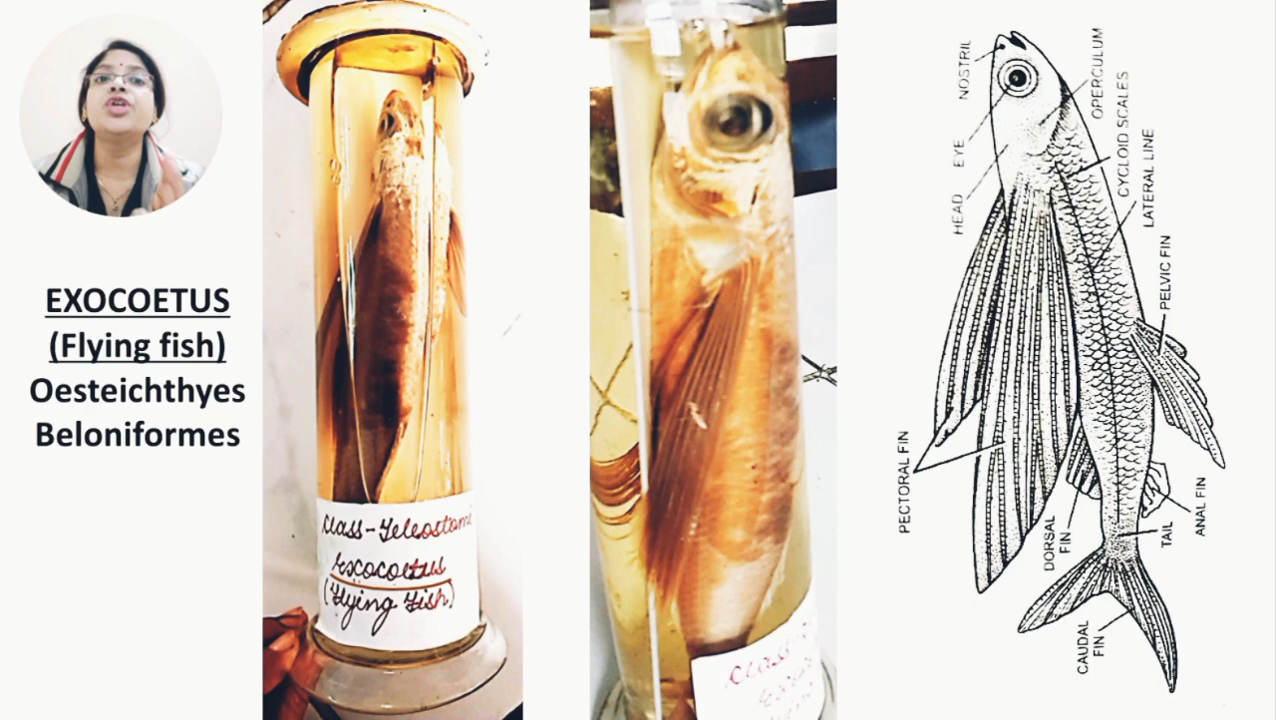 EXOCOETUS
(Flying fish)
Oesteichthyes
Beloniformes
Class-Teleostomi
Exocoetus
(Flying Fish)
Class
NOSTRIL
EYE
HEAD
OPERCULUM
CYCLOID SCALES
LATERAL LINE
PELVIC FIN
PECTORAL FIN
DORSAL
FIN
TAIL
ANAL FIN
CAUDAL
FIN